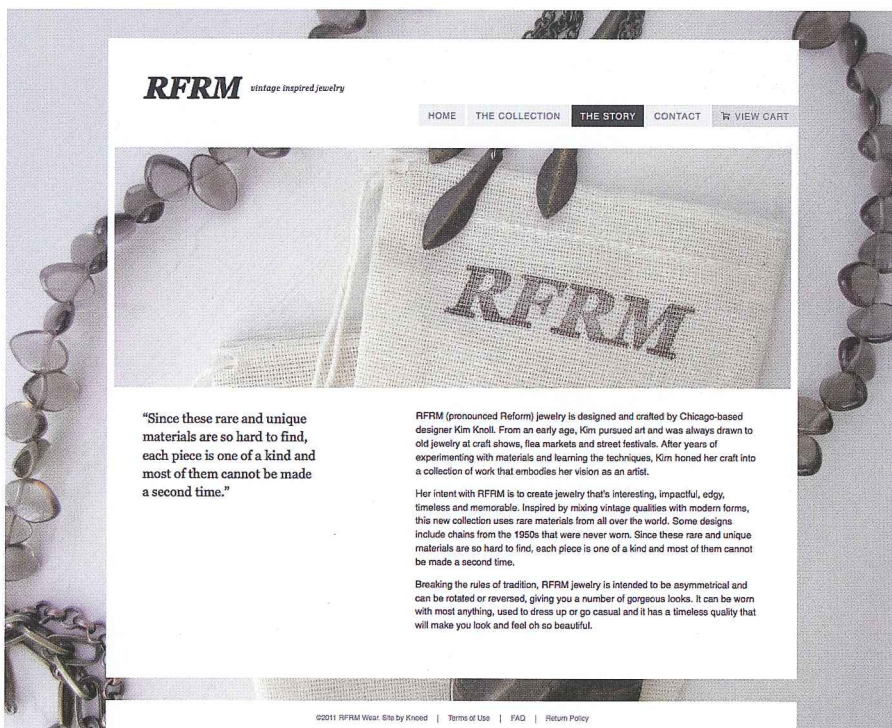 RFRM vintage inspired jewelry
HOME THE COLLECTION THE STORY CONTACT VIEW CART
RFRM
“Since these rare and unique
materials are so hard to find,
each piece is one of a kind and
most of them cannot be made
a second time.”
RFRM (pronounced Reform) jewelry is designed and crafted by Chicago-based
designer Kim Knoll. From an early age, Kim pursued art and was always drawn to
old jewelry at craft shows, flea markets and street festivals. After years of
experimenting with materials and learning the techniques, Kim honed her craft into
a collection of work that embodies her vision as an artist.
Her intent with RFRM is to create jewelry that's interesting, impactful, edgy,
timeless and memorable. Inspired by mixing vintage qualities with modern forms,
this new collection uses rare materials from all over the world. Some designs
include chains from the 1950s that were never worn. Since these rare and unique
materials are so hard to find, each piece is one of a kind and most of them cannot
be made a second time.
Breaking the rules of tradition, RFRM jewelry is intended to be asymmetrical and
can be rotated or reversed, giving you a number of gorgeous looks. It can be worn
with most anything, used to dress up or go casual and it has a timeless quality that
will make you look and feel oh so beautiful.
©2011 RFRM Wear. Site by Knoed | Terms of Use | FAQ | Return Policy